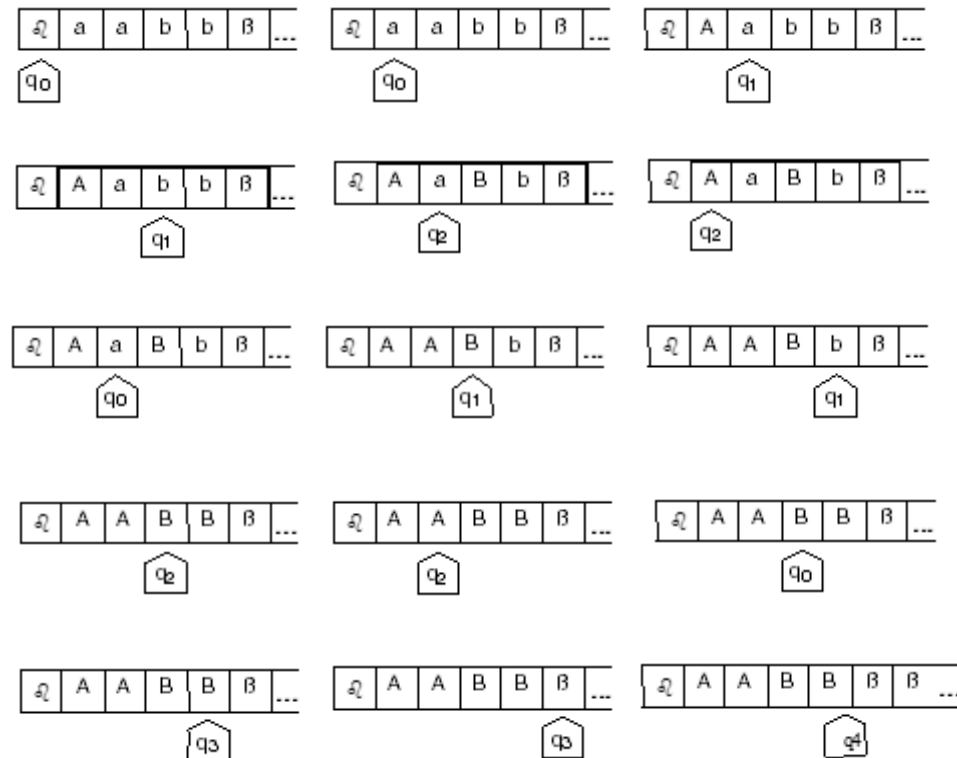 ♌ a a b b ß ... ♌ a a b b ß ... ♌ A a b b ß ...
q0 q0 q1
♌ A a b b ß ... ♌ A a B b ß ... ♌ A a B b ß ...
q1 q2 q2
♌ A a B b ß ... ♌ A A B b ß ... ♌ A A B b ß ...
q0 q1 q1
♌ A A B B ß ... ♌ A A B B ß ... ♌ A A B B ß ...
q2 q2 q0
♌ A A B B ß ... ♌ A A B B ß ... ♌ A A B B ß ß ...
q3 q3 q4